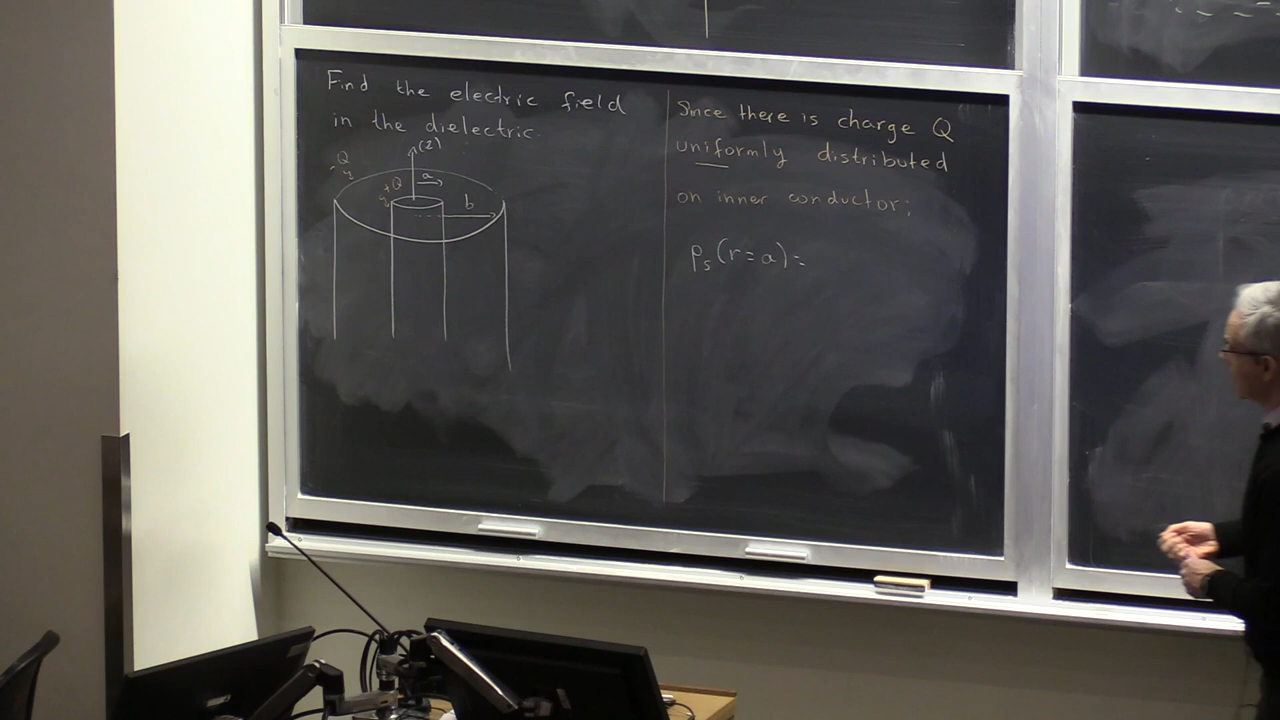 Find the electric field
in the dielectric.
(z)
- Q
+ Q
a
b
Since there is charge Q
uniformly distributed
on inner conductor;
ρs(r=a)=